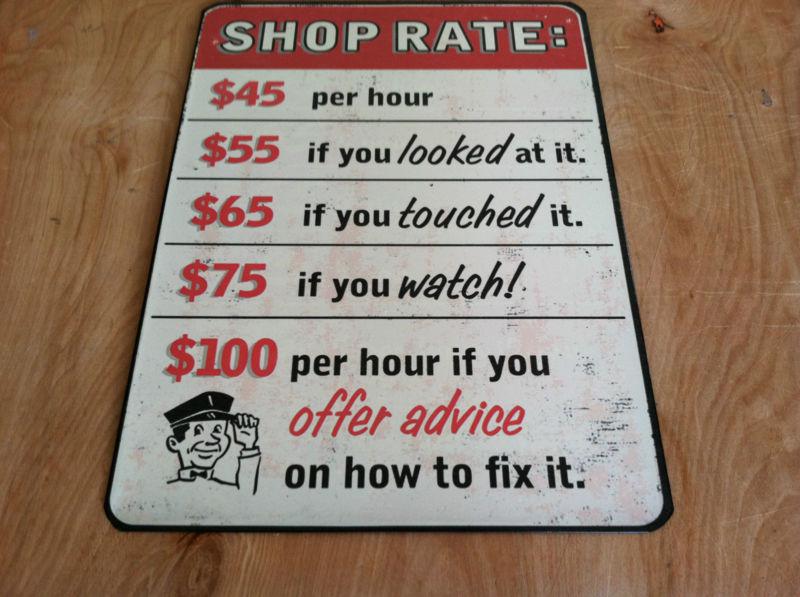 SHOP RATE:
$45 per hour
$55 if you looked at it.
$65 if you touched it.
$75 if you watch!
$100 per hour if you
offer advice
on how to fix it.